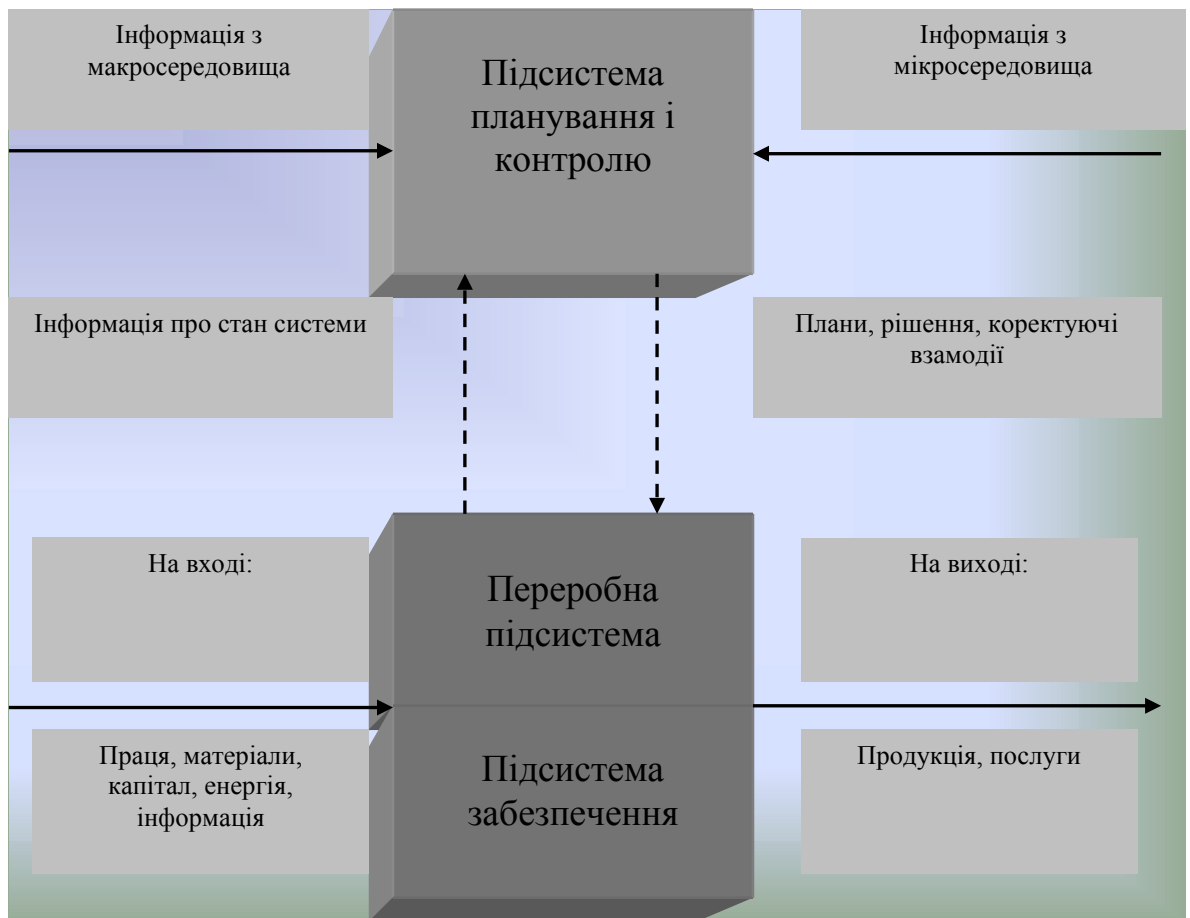 Інформація з
макросередовища
Підсистема
планування і
контролю
Інформація з
мікросередовища
Інформація про стан системи
Плани, рішення, коректуючі
взамодії
На вході:
Переробна
підсистема
На виході:
Праця, матеріали,
капітал, енергія,
інформація
Підсистема
забезпечення
Продукція, послуги